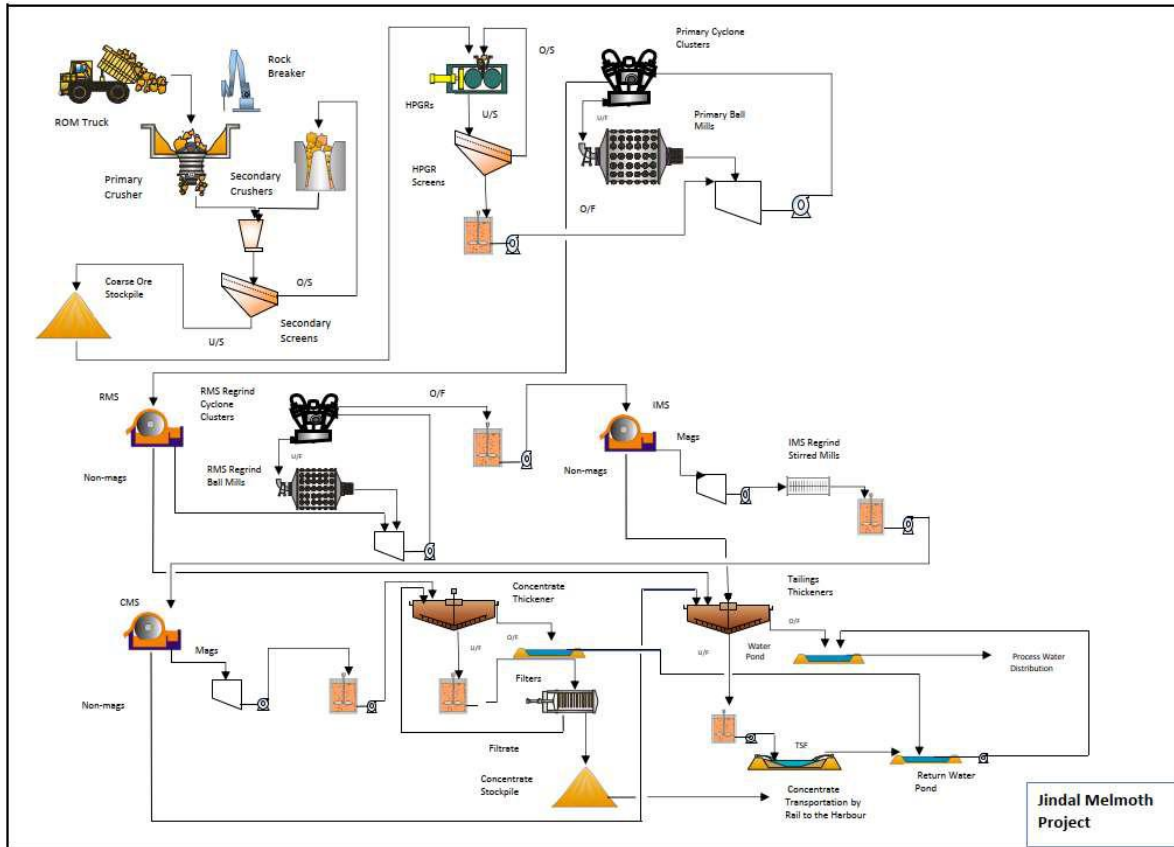 Rock
Breaker
ROM Truck
Primary
Crusher
Secondary
Crushers
Coarse Ore
Stockpile
O/S
U/S
Secondary
Screens
O/S
HPGRs
U/S
HPGR
Screens
Primary Cyclone
Clusters
U/F
Primary Ball
Mills
O/F
RMS
RMS Regrind
Cyclone
Clusters
O/F
U/F
Non-mags
RMS Regrind
Ball Mills
IMS
Mags
Non-mags
IMS Regrind
Stirred Mills
CMS
Mags
Non-mags
Concentrate
Thickener
O/F
U/F
Filters
Filtrate
Concentrate
Stockpile
Tailings
Thickeners
O/F
U/F
Water
Pond
Process Water
Distribution
TSF
Return Water
Pond
Concentrate
Transportation by
Rail to the Harbour
Jindal Melmoth
Project